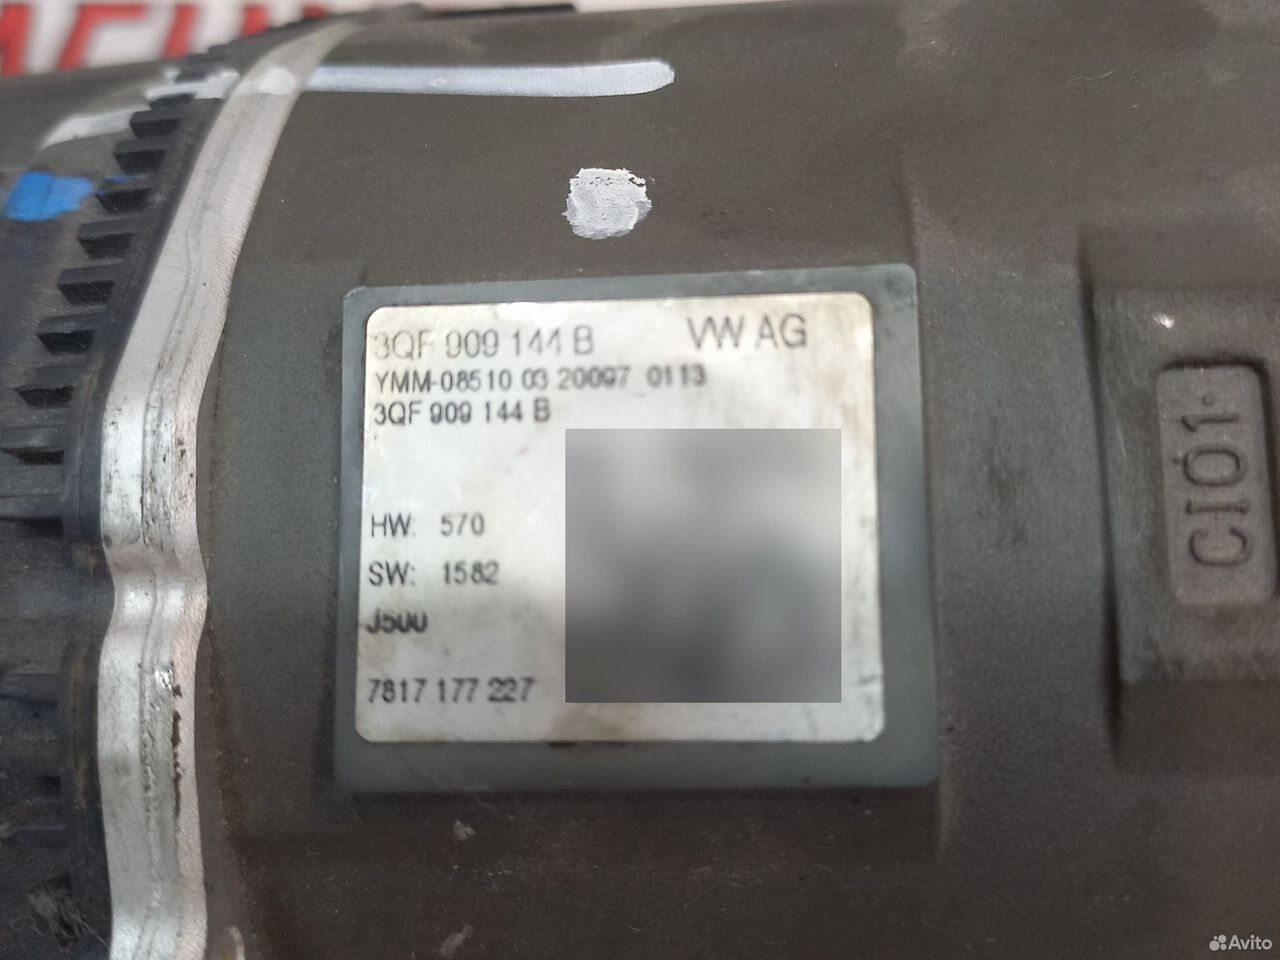 3QF 909 144 B VW AG
YMM-08510 03 20097 0113
3QF 909 144 B
HW: 570
SW: 1582
J500
7817 177 227
CI01
Avito